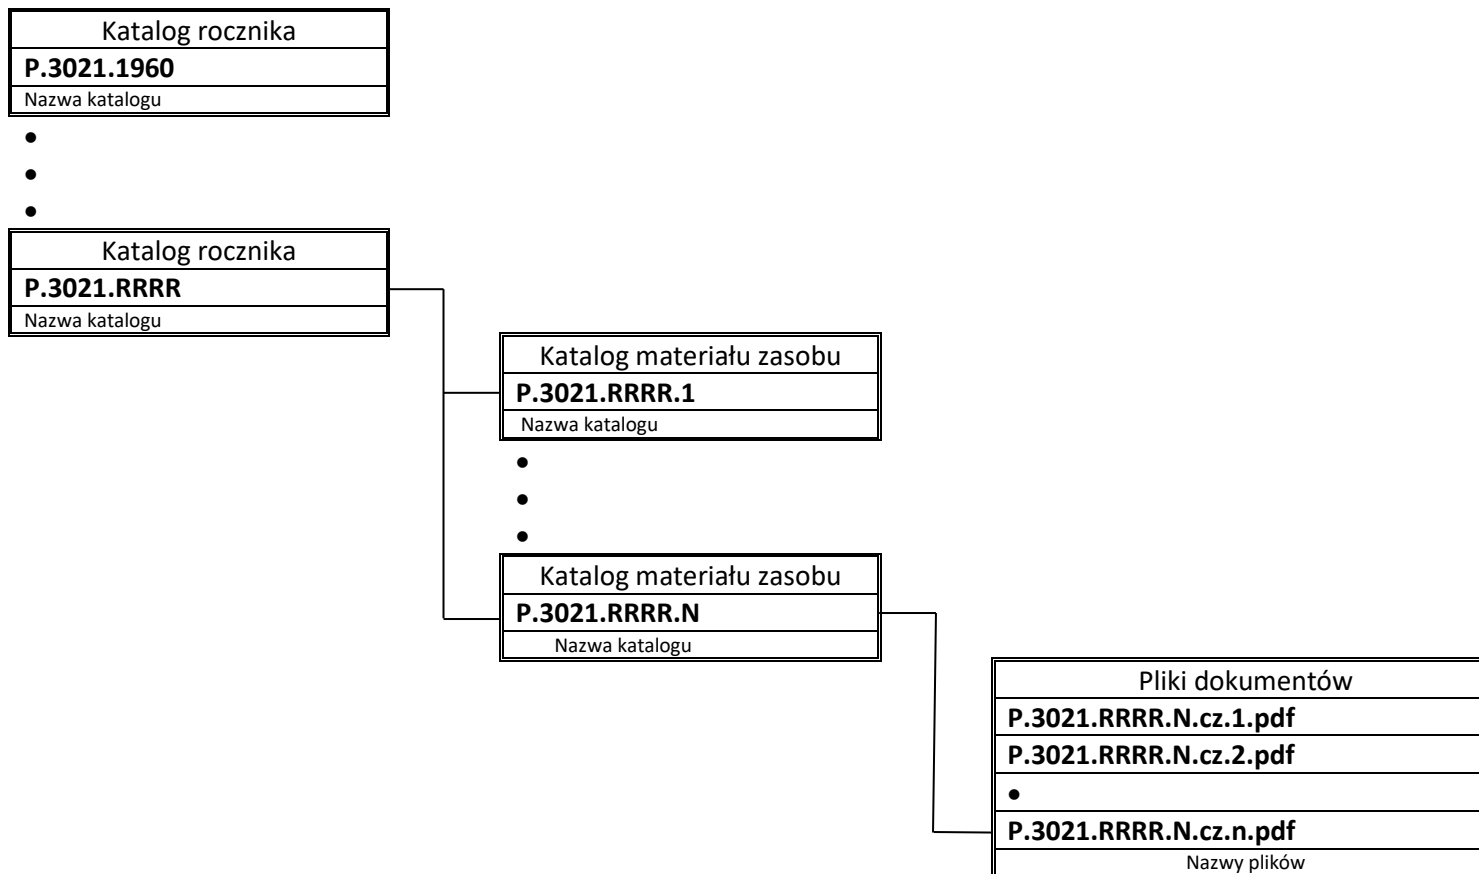 Katalog rocznika
P.3021.1960
Nazwa katalogu
•
•
•
Katalog rocznika
P.3021.RRRR
Nazwa katalogu
Katalog materiału zasobu
P.3021.RRRR.1
Nazwa katalogu
•
•
•
Katalog materiału zasobu
P.3021.RRRR.N
Nazwa katalogu
Pliki dokumentów
P.3021.RRRR.N.cz.1.pdf
P.3021.RRRR.N.cz.2.pdf
•
P.3021.RRRR.N.cz.n.pdf
Nazwy plików